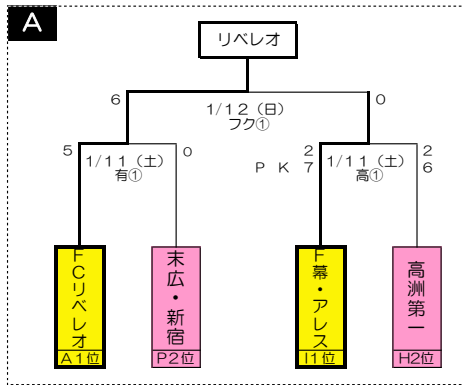 A
リベレオ
6
0
1/12（日）
フク①
5
1/11（土）
0
有①
2
1/11（土）
2
PK 7
高①
6
FCリベレオ
末広・新宿
F幕・アレス
高洲第一
A1位
P2位
I1位
H2位